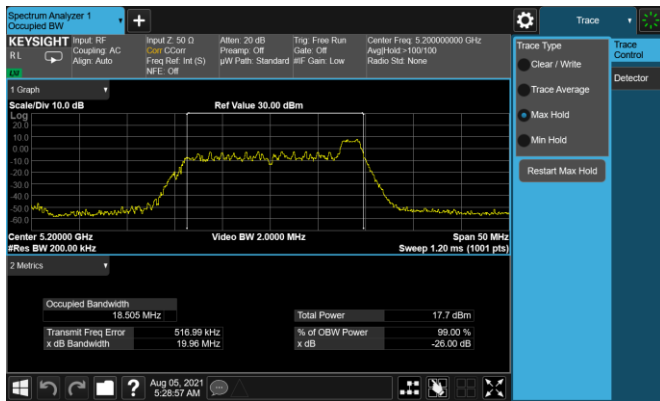 Spectrum Analyzer 1
Occupied BW
Trace
KEYSIGHT
Input: RF
Coupling: AC
Align: Auto
Input Z: 50 Ω
Corr CCorr
Freq Ref: Int (S)
NFE: Off
Atten: 20 dB
Preamp: Off
µW Path: Standard
Trig: Free Run
Gate: Off
#IF Gain: Low
Center Freq: 5.200000000 GHz
Avg|Hold:>100/100
Radio Std: None
R L
LXI
Trace Type
Clear / Write
Trace Average
Max Hold
Min Hold
Restart Max Hold
Trace
Control
Detector
1 Graph
Scale/Div 10.0 dB
Ref Value 30.00 dBm
Log
20.0
10.0
0.00
-10.0
-20.0
-30.0
-40.0
-50.0
-60.0
Center 5.20000 GHz
Video BW 2.0000 MHz
Span 50 MHz
#Res BW 200.00 kHz
Sweep 1.20 ms (1001 pts)
2 Metrics
Occupied Bandwidth
18.505 MHz
Total Power 17.7 dBm
Transmit Freq Error 516.99 kHz
% of OBW Power 99.00 %
x dB Bandwidth 19.96 MHz
x dB -26.00 dB
?
Aug 05, 2021
5:28:57 AM